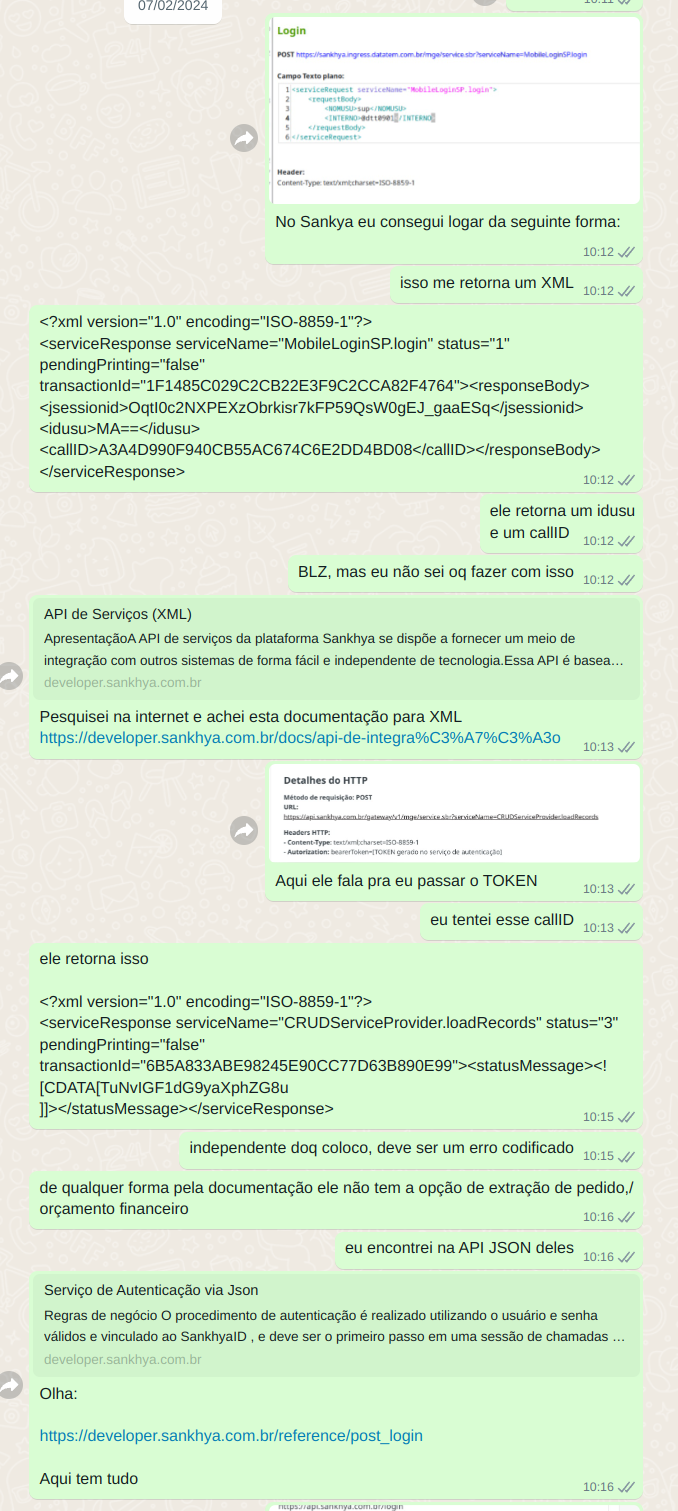 10:11
07/02/2024
Login
POST https://sankhya.ingress.datatem.com.br/mge/service.sbr?serviceName=MobileLoginSP.login
Campo Texto plano:
1 <serviceRequest serviceName="MobileLoginSP.login">
2 <requestBody>
3 <NOMUSU>sup</NOMUSU>
4 <INTERNO>@dtt0901</INTERNO
5 </requestBody>
6 </serviceRequest>
Header:
Content-Type: text/xml;charset=ISO-8859-1
No Sankya eu consegui logar da seguinte forma:
10:12
isso me retorna um XML 10:12
<?xml version="1.0" encoding="ISO-8859-1"?>
<serviceResponse serviceName="MobileLoginSP.login" status="1"
pendingPrinting="false"
transactionId="1F1485C029C2CB22E3F9C2CCA82F4764"><responseBody>
<jsessionid>OqtI0c2NXPEXzObrkisr7kFP59QsW0gEJ_gaaESq</jsessionid>
<idusu>MA==</idusu>
<callID>A3A4D990F940CB55AC674C6E2DD4BD08</callID></responseBody>
</serviceResponse>
10:12
ele retorna um idusu
e um callID 10:12
BLZ, mas eu não sei oq fazer com isso 10:12
API de Serviços (XML)
ApresentaçãoA API de serviços da plataforma Sankhya se dispõe a fornecer um meio de
integração com outros sistemas de forma fácil e independente de tecnologia.Essa API é basea…
developer.sankhya.com.br
Pesquisei na internet e achei esta documentação para XML
https://developer.sankhya.com.br/docs/api-de-integra%C3%A7%C3%A3o 10:13
Detalhes do HTTP
Método de requisição: POST
URL:
https://api.sankhya.com.br/gateway/v1/mge/service.sbr?serviceName=CRUDServiceProvider.loadRecords
Headers HTTP:
- Content-Type: text/xml;charset=ISO-8859-1
- Autorization: bearerToken=[TOKEN gerado no serviço de autenticação]
Aqui ele fala pra eu passar o TOKEN 10:13
eu tentei esse callID 10:13
ele retorna isso
<?xml version="1.0" encoding="ISO-8859-1"?>
<serviceResponse serviceName="CRUDServiceProvider.loadRecords" status="3"
pendingPrinting="false"
transactionId="6B5A833ABE98245E90CC77D63B890E99"><statusMessage><!
[CDATA[TuNvIGF1dG9yaXphZG8u
]]></statusMessage></serviceResponse>
10:15
independente doq coloco, deve ser um erro codificado 10:15
de qualquer forma pela documentação ele não tem a opção de extração de pedido,/
orçamento financeiro 10:16
eu encontrei na API JSON deles 10:16
Serviço de Autenticação via Json
Regras de negócio O procedimento de autenticação é realizado utilizando o usuário e senha
válidos e vinculado ao SankhyaID , e deve ser o primeiro passo em uma sessão de chamadas …
developer.sankhya.com.br
Olha:
https://developer.sankhya.com.br/reference/post_login
Aqui tem tudo 10:16
https://api.sankhya.com.br/login